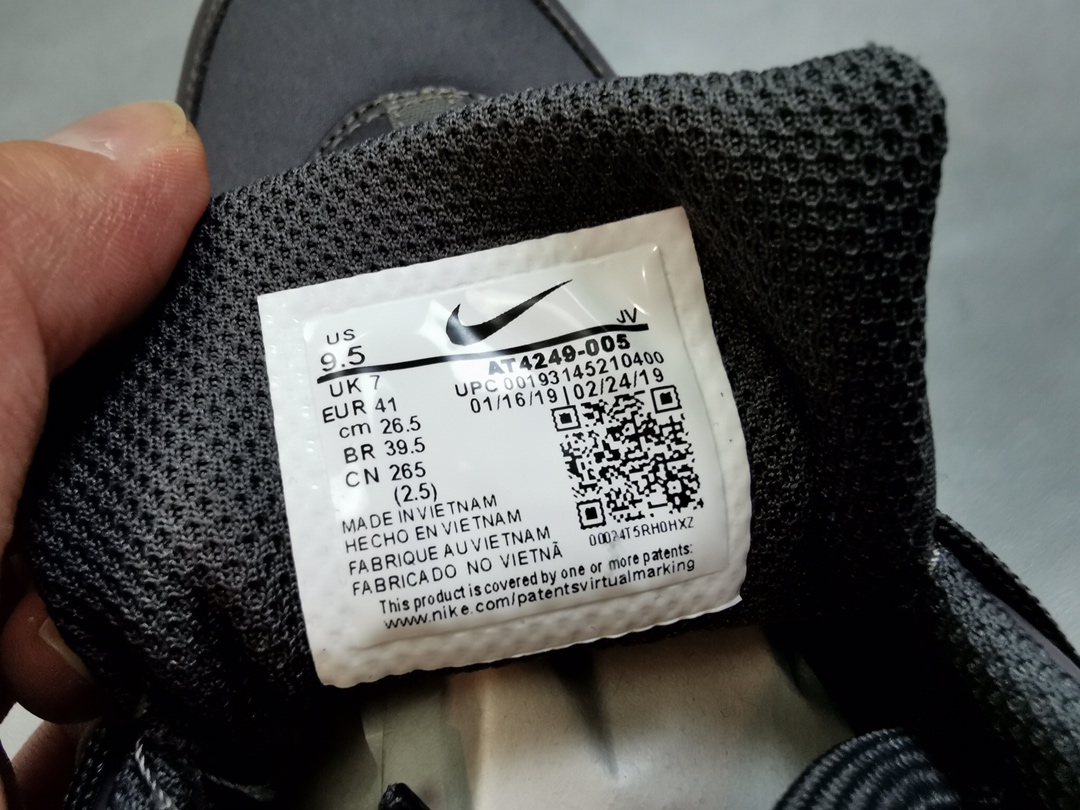 US
9.5
JV
AT4249-005
UK 7
UPC 00193145210400
EUR 41
01/16/19 | 02/24/19
cm 26.5
BR 39.5
CN 265
(2.5)
MADE IN VIETNAM
HECHO EN VIETNAM
FABRIQUE AU VIETNAM
FABRICADO NO VIETNÃ
00024T5RH0HXZ
This product is covered by one or more patents:
www.nike.com/patentsvirtualmarking